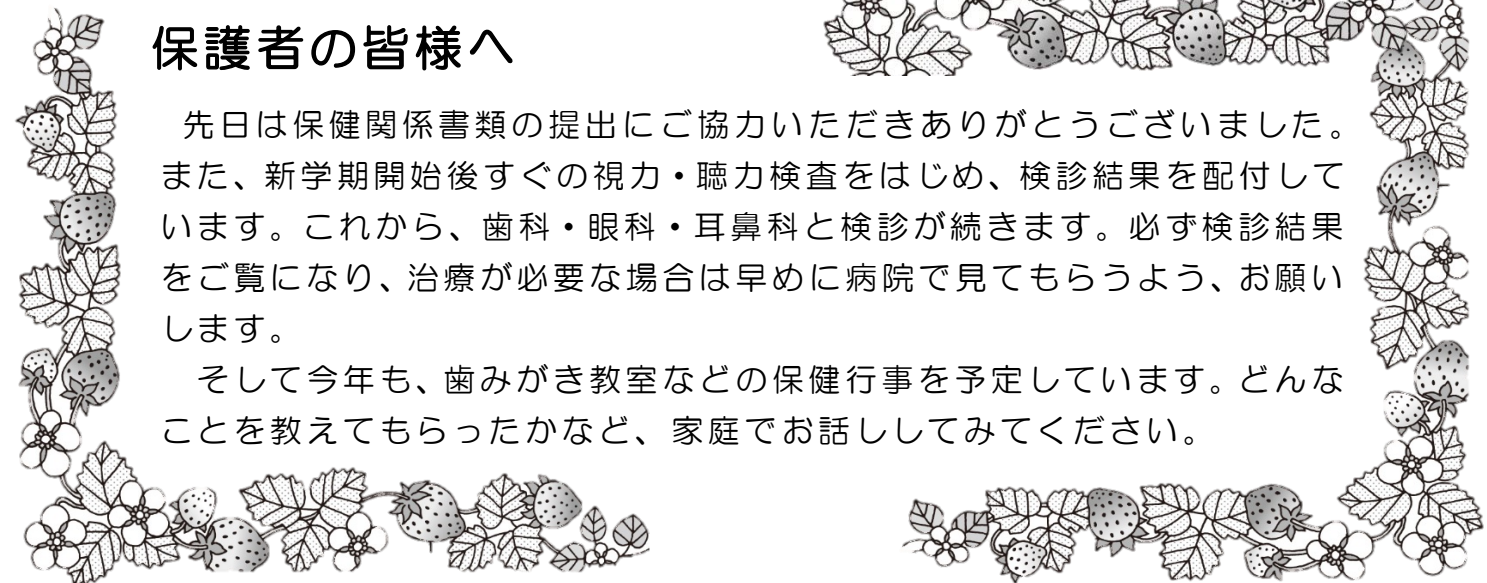 保護者の皆様へ
先日は保健関係書類の提出にご協力いただきありがとうございました。
また、新学期開始後すぐの視力・聴力検査をはじめ、検診結果を配付して
います。これから、歯科・眼科・耳鼻科と検診が続きます。必ず検診結果
をご覧になり、治療が必要な場合は早めに病院で見てもらうよう、お願い
します。
そして今年も、歯みがき教室などの保健行事を予定しています。どんな
ことを教えてもらったかなど、家庭でお話ししてみてください。